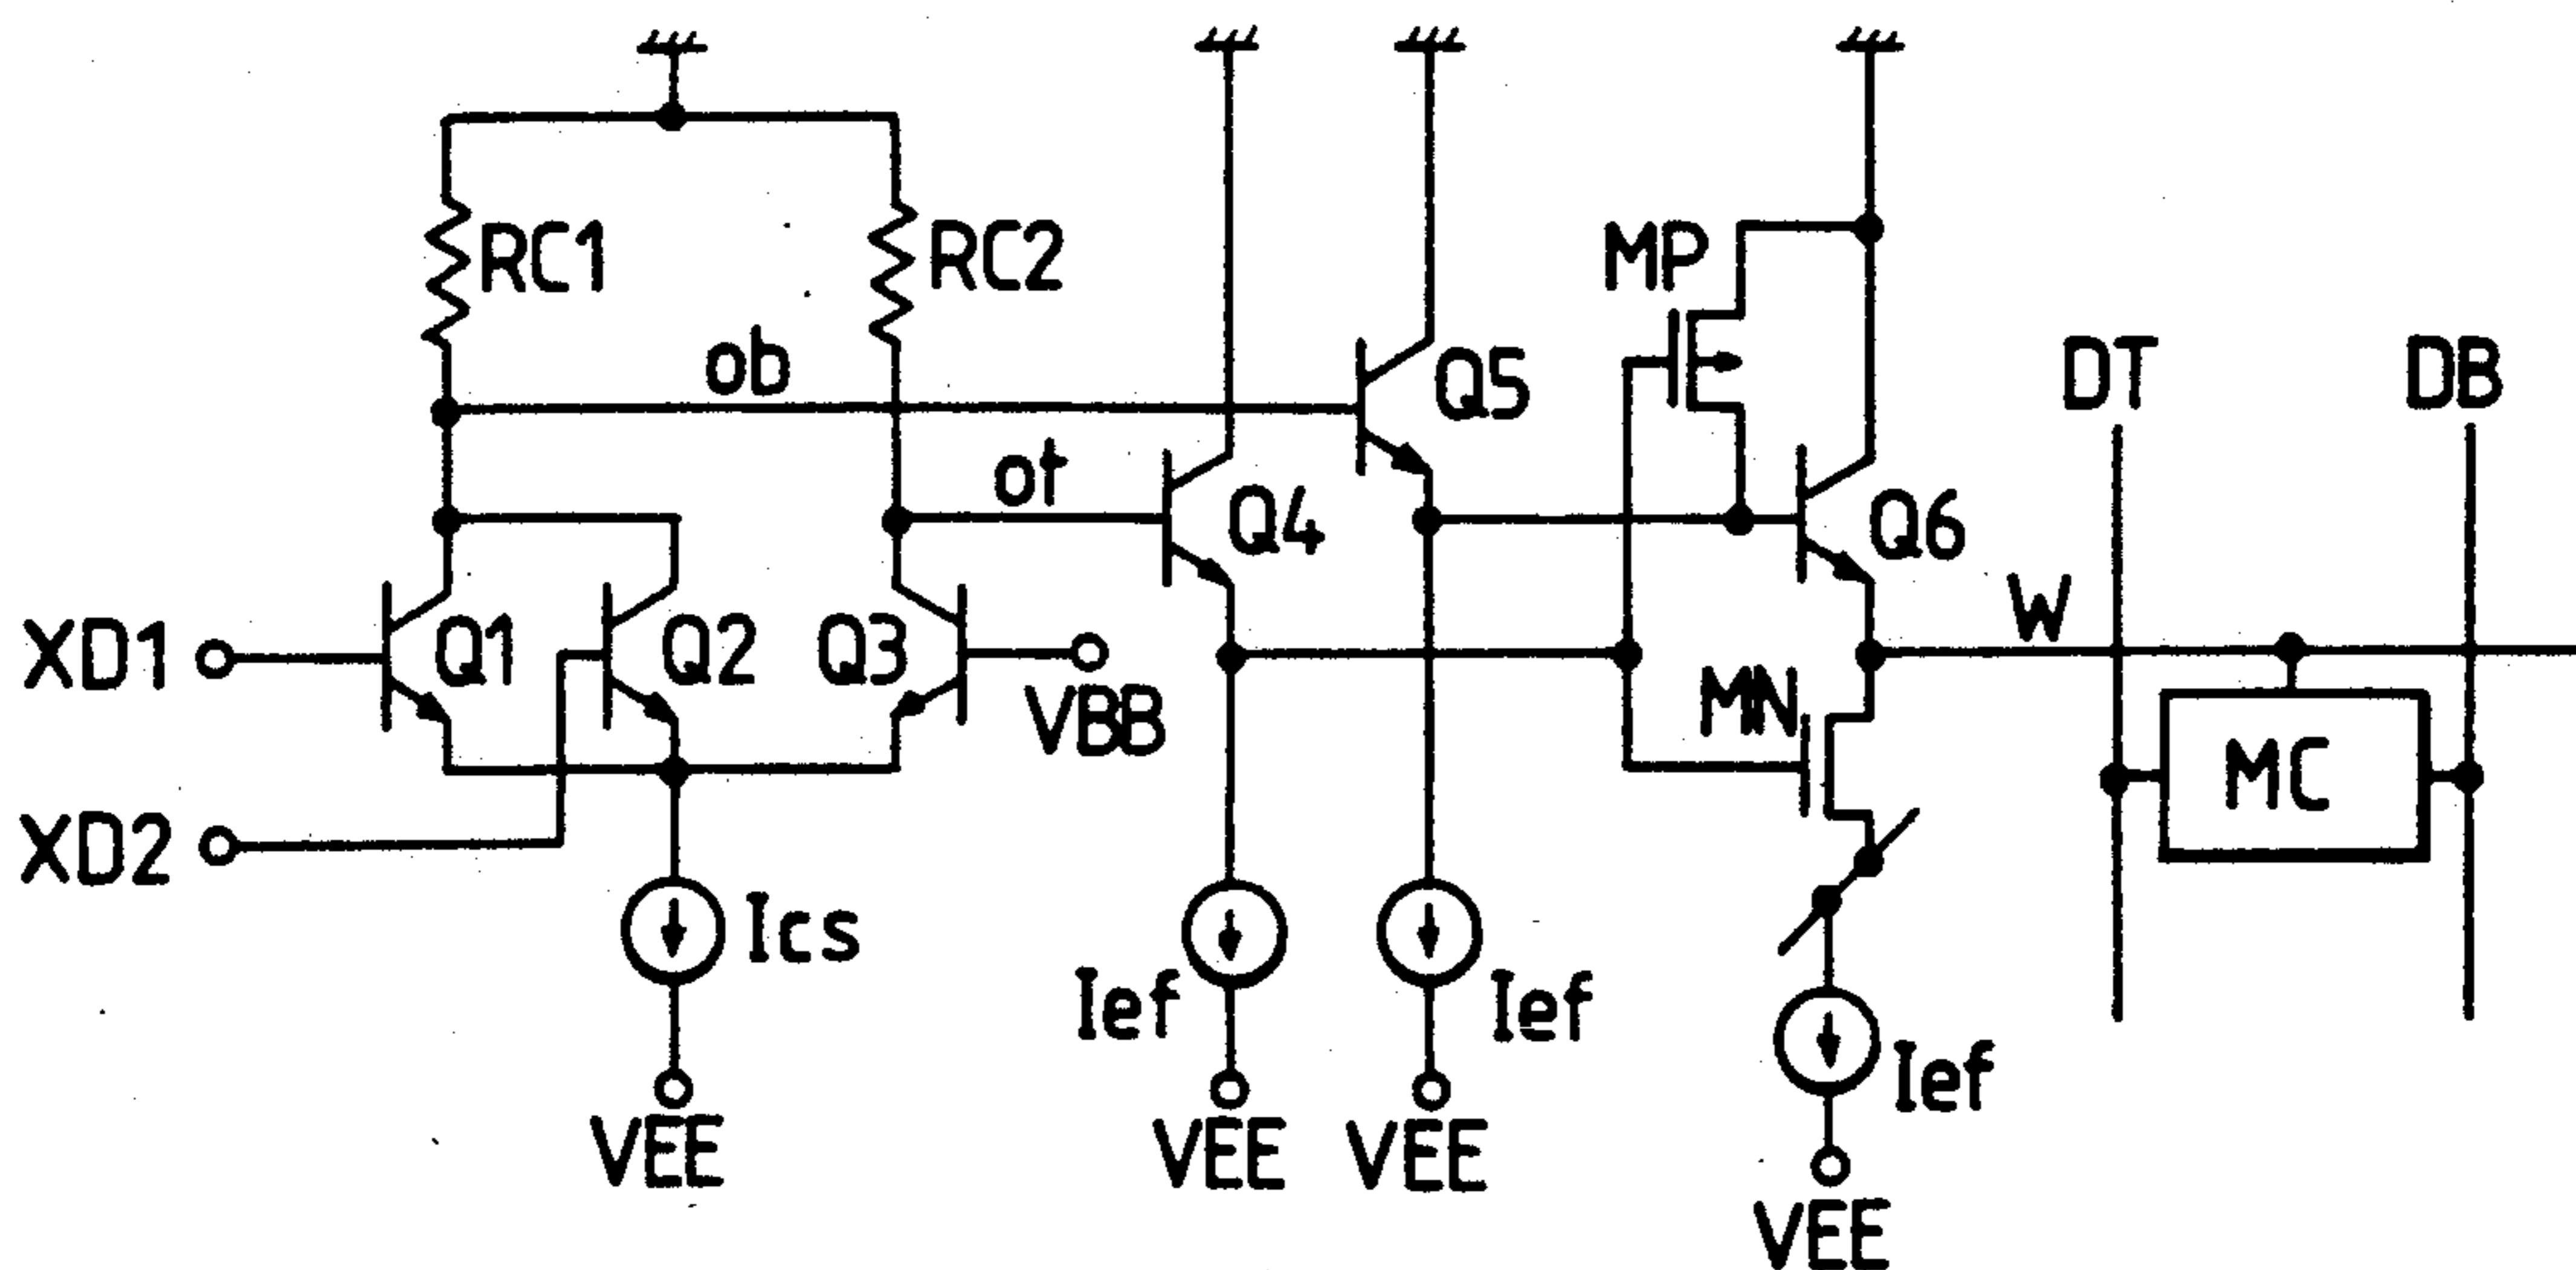 RC1
RC2
MP
ob
Q5
DT
DB
ot
Q4
Q6
W
XD1
Q1
Q2
Q3
VBB
MN
MC
XD2
Ics
Ief
Ief
Ief
VEE
VEE
VEE
VEE